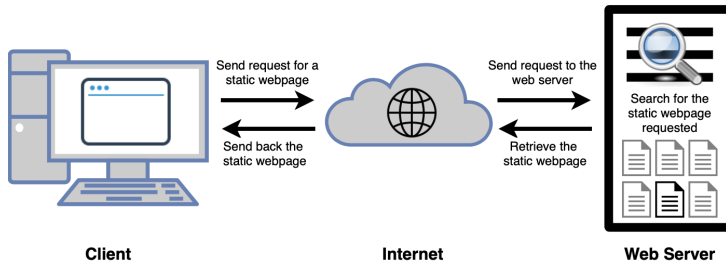 Send request for a
static webpage
Send back the
static webpage
Send request to the
web server
Retrieve the
static webpage
Search for the
static webpage
requested
Client
Internet
Web Server